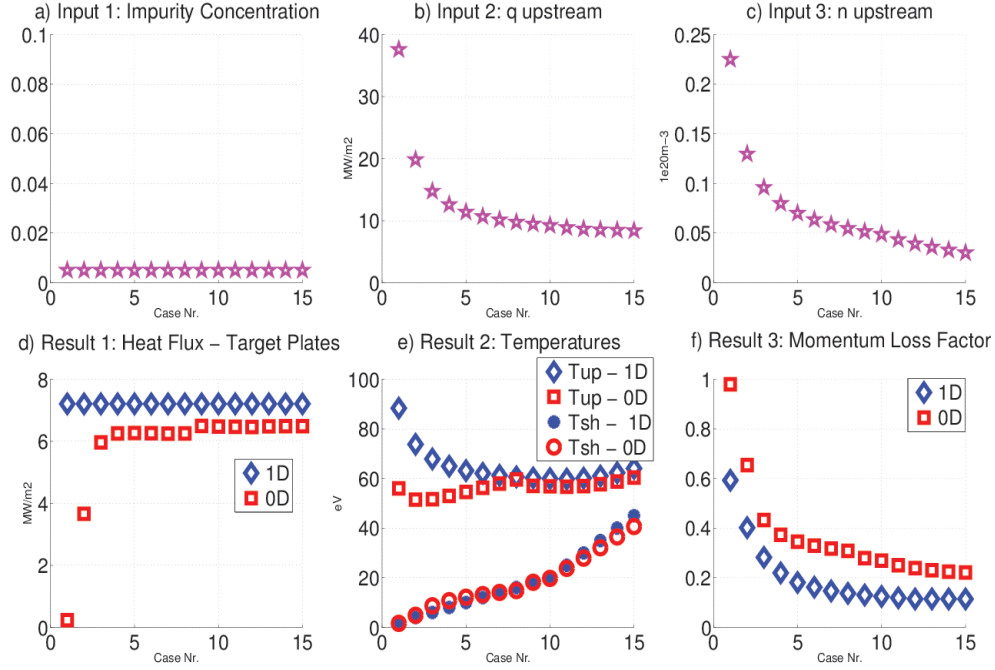 a) Input 1: Impurity Concentration
0.1
0.08
0.06
0.04
0.02
0
0 5 10 15
Case Nr.
b) Input 2: q upstream
MW/m2
40
30
20
10
0
0 5 10 15
Case Nr.
c) Input 3: n upstream
1e20m−3
0.25
0.2
0.15
0.1
0.05
0
0 5 10 15
Case Nr.
d) Result 1: Heat Flux − Target Plates
MW/m2
8
6
4
2
0
0 5 10 15
Case Nr.
1D
0D
e) Result 2: Temperatures
eV
100
80
60
40
20
0
0 5 10 15
Case Nr.
Tup − 1D
Tup − 0D
Tsh − 1D
Tsh − 0D
f) Result 3: Momentum Loss Factor
1
0.8
0.6
0.4
0.2
0
0 5 10 15
Case Nr.
1D
0D